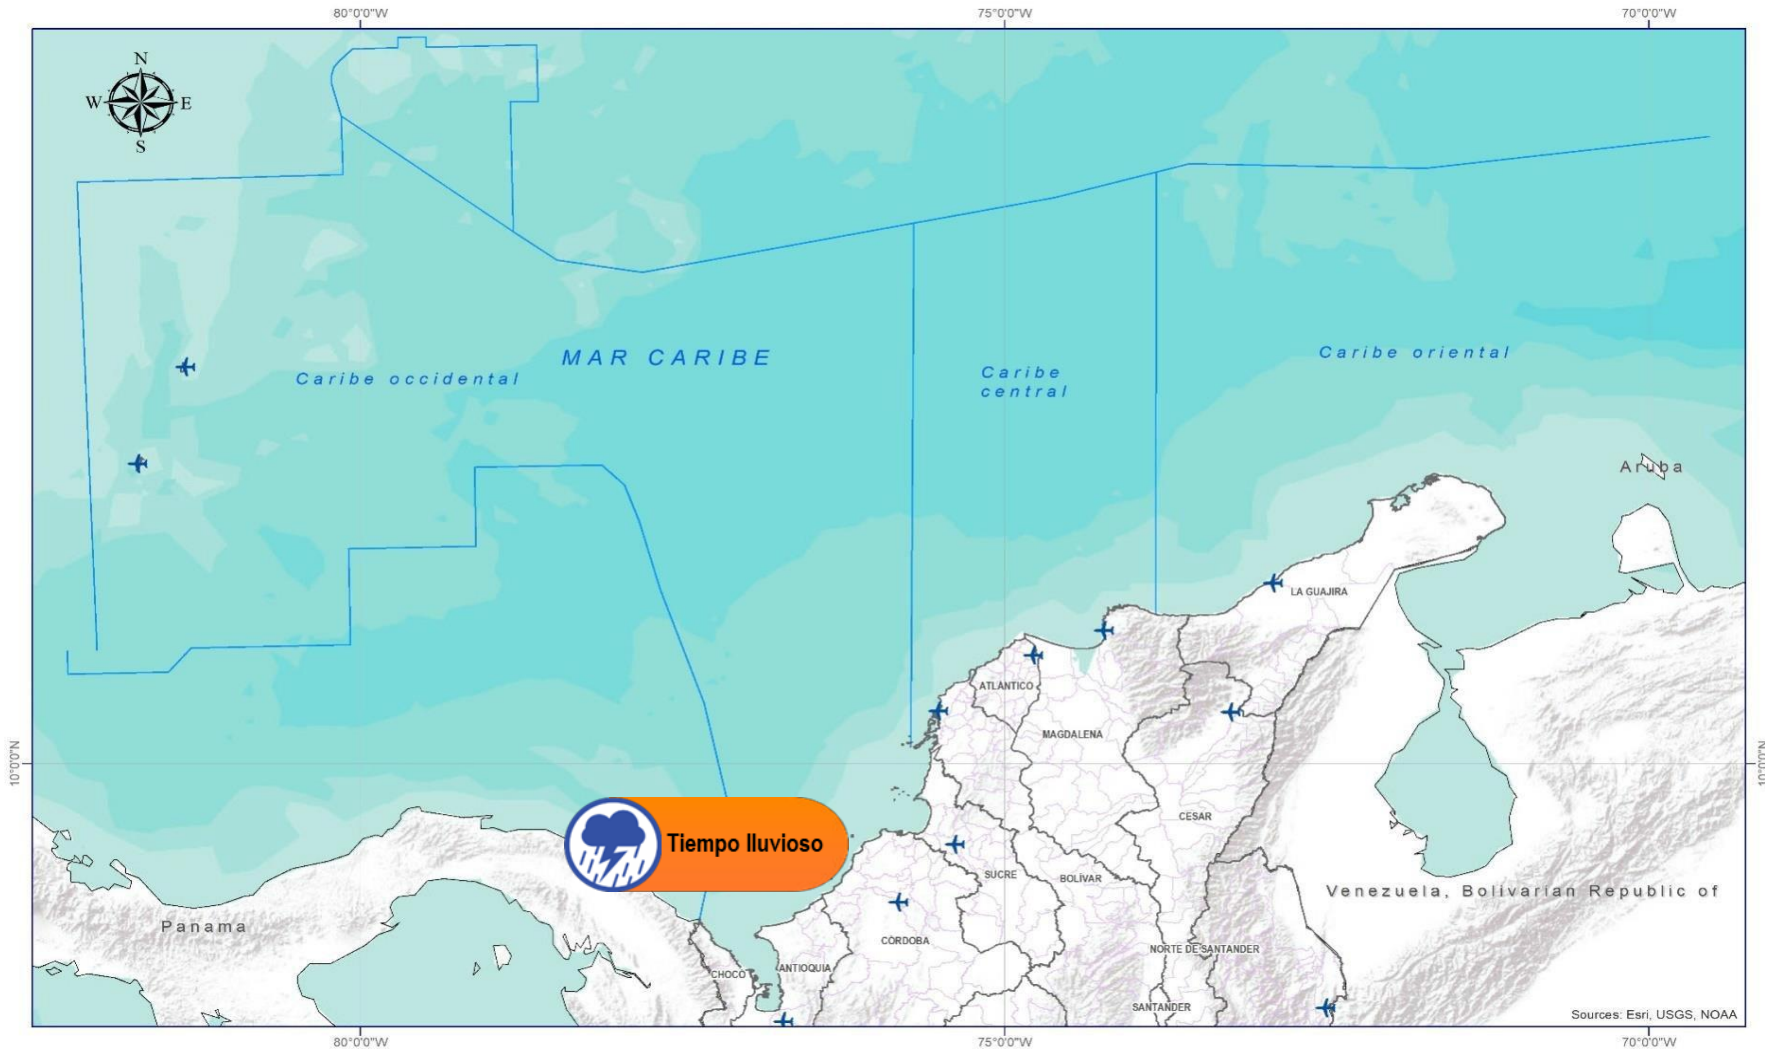 80°0'0"W 75°0'0"W 70°0'0"W
N
W E
S
MAR CARIBE
Caribe oriental
Caribe occidental
Caribe
central
Aruba
LA GUAJIRA
ATLANTICO
MAGDALENA
10°0'0"N 10°0'0"N
CESAR
Tiempo lluvioso
SUCRE
BOLÍVAR
Venezuela, Bolivarian Republic of
Panama
CÓRDOBA
NORTE DE SANTANDER
CHOCO
ANTIOQUIA
SANTANDER
Sources: Esri, USGS, NOAA
80°0'0"W 75°0'0"W 70°0'0"W